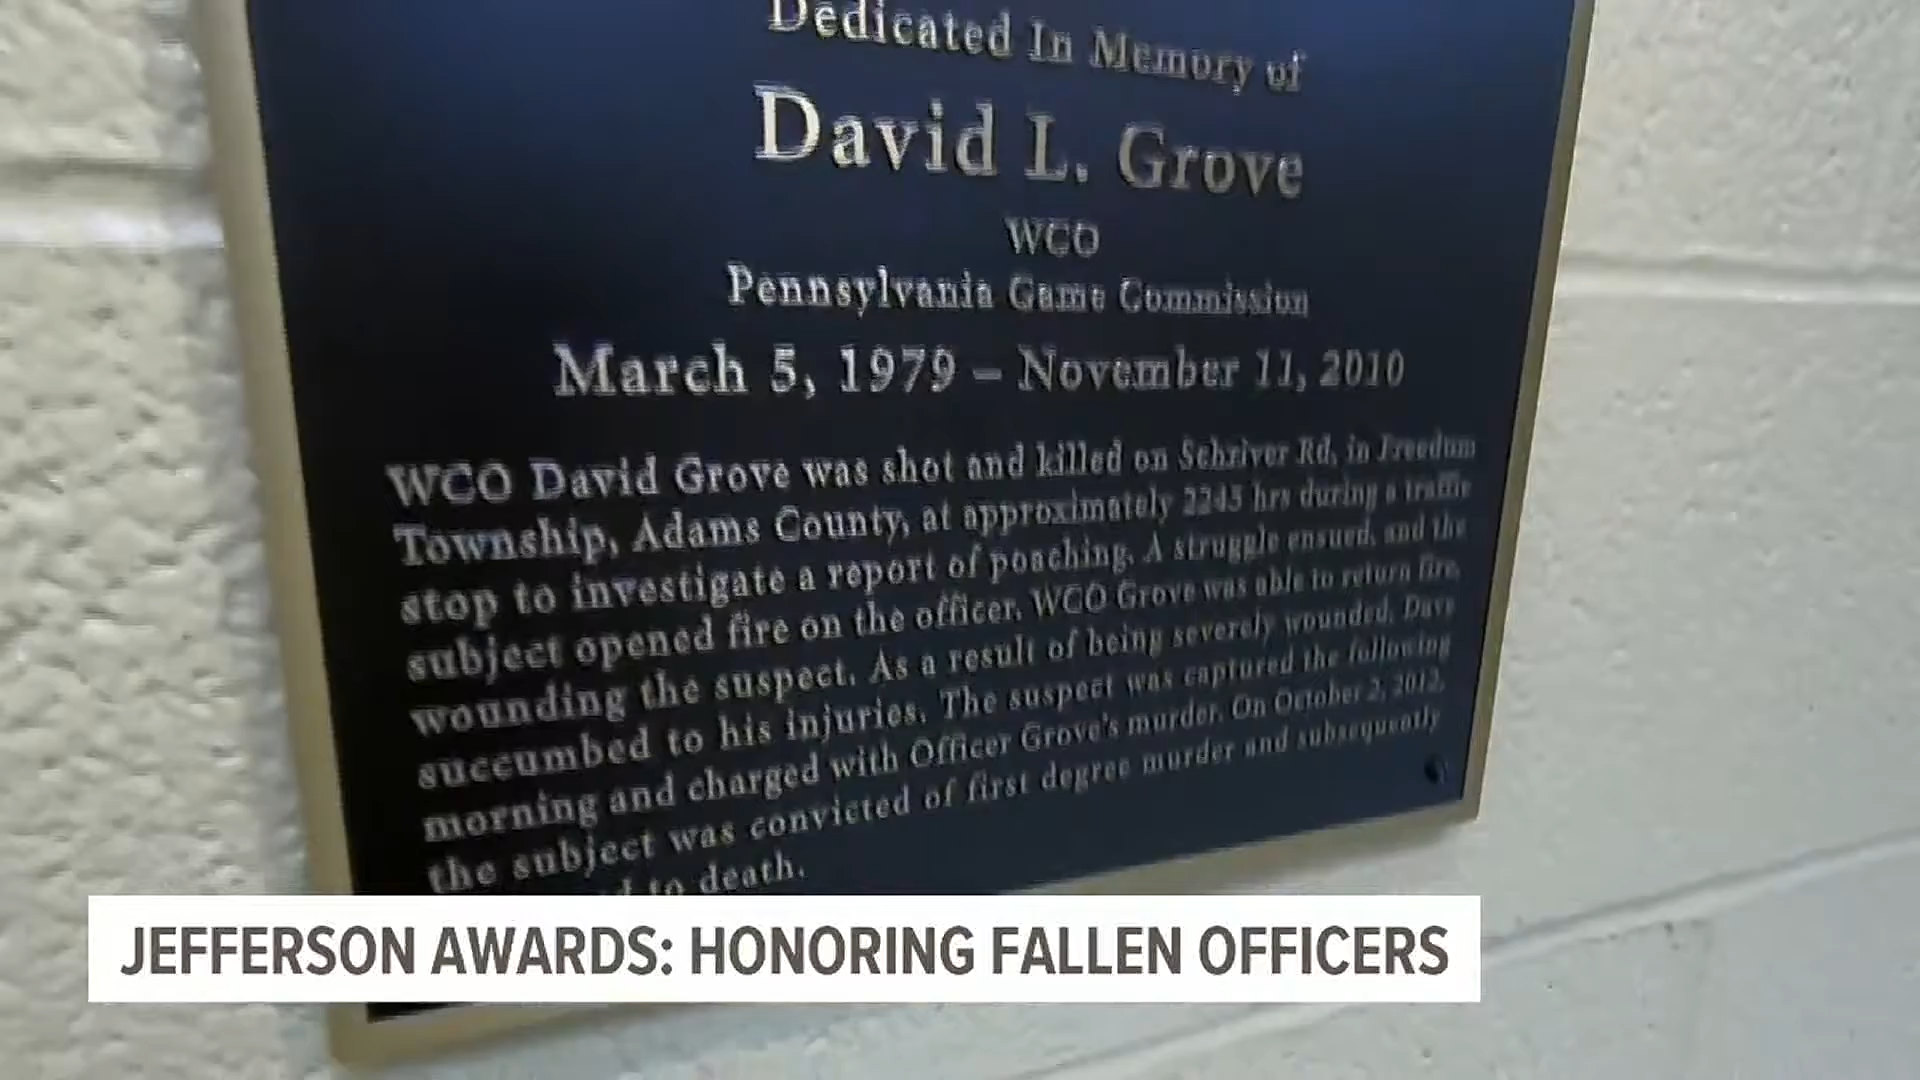 Dedicated In Memory of
David L. Grove
WCO
Pennsylvania Game Commission
March 5, 1979 – November 11, 2010
WCO David Grove was shot and killed on Schriver Rd, in Freedom
Township, Adams County, at approximately 2245 hrs during a traffic
stop to investigate a report of poaching. A struggle ensued, and the
subject opened fire on the officer. WCO Grove was able to return fire,
wounding the suspect. As a result of being severely wounded, Dave
succumbed to his injuries. The suspect was captured the following
morning and charged with Officer Grove's murder. On October 2, 2012,
the subject was convicted of first degree murder and subsequently
to death.
JEFFERSON AWARDS: HONORING FALLEN OFFICERS